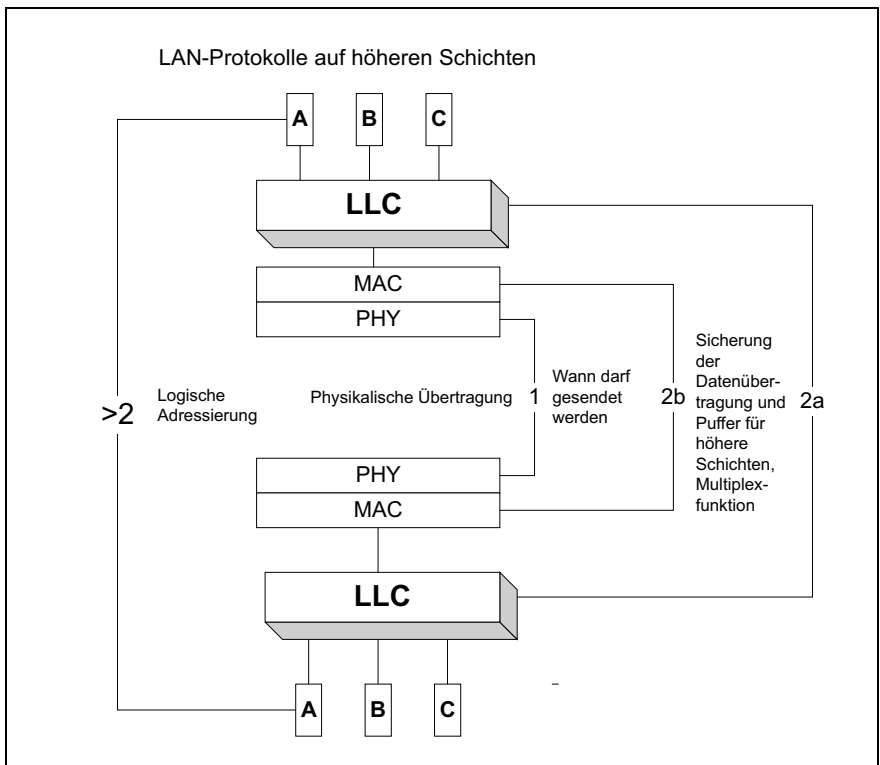 LAN-Protokolle auf höheren Schichten
A B C
LLC
MAC
PHY
>2
Logische
Adressierung
Physikalische Übertragung
1
Wann darf
gesendet
werden
2b
Sicherung
der
Datenüber-
tragung und
Puffer für
höhere
Schichten,
Multiplex-
funktion
2a
PHY
MAC
LLC
A B C